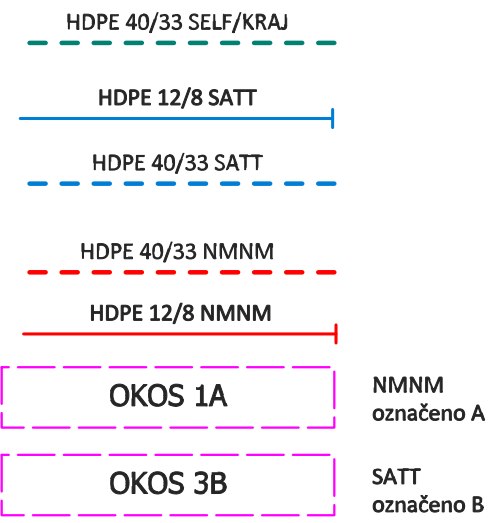 HDPE 40/33 SELF/KRAJ
HDPE 12/8 SATT
HDPE 40/33 SATT
HDPE 40/33 NMNM
HDPE 12/8 NMNM
OKOS 1A
NMNM
označeno A
OKOS 3B
SATT
označeno B